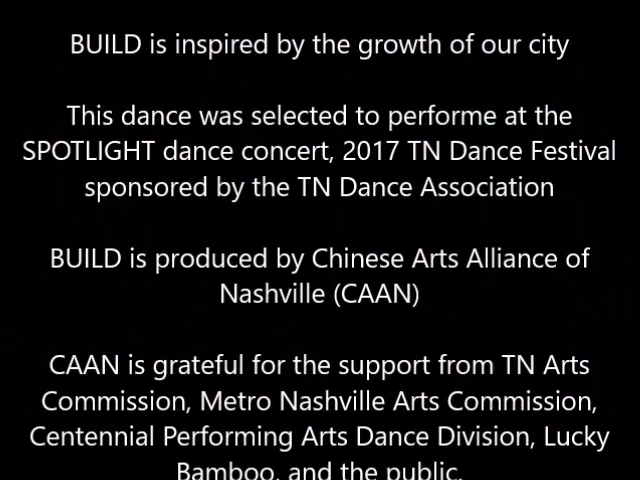 BUILD is inspired by the growth of our city
This dance was selected to performe at the
SPOTLIGHT dance concert, 2017 TN Dance Festival
sponsored by the TN Dance Association
BUILD is produced by Chinese Arts Alliance of
Nashville (CAAN)
CAAN is grateful for the support from TN Arts
Commission, Metro Nashville Arts Commission,
Centennial Performing Arts Dance Division, Lucky
Bamboo, and the public.